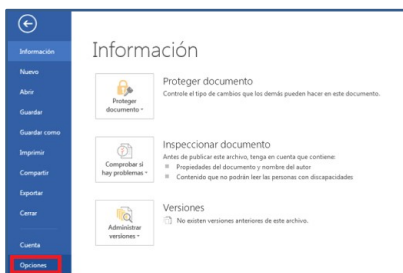 Información
Nuevo
Abrir
Guardar
Guardar como
Imprimir
Compartir
Exportar
Cerrar
Cuenta
Opciones
Información
Proteger documento
Controle el tipo de cambios que los demás pueden hacer en este documento.
Proteger
documento
Inspeccionar documento
Antes de publicar este archivo, tenga en cuenta que contiene:
Propiedades del documento y nombre del autor
Contenido que no podrán leer las personas con discapacidades
Comprobar si
hay problemas
Versiones
No existen versiones anteriores de este archivo.
Administrar
versiones